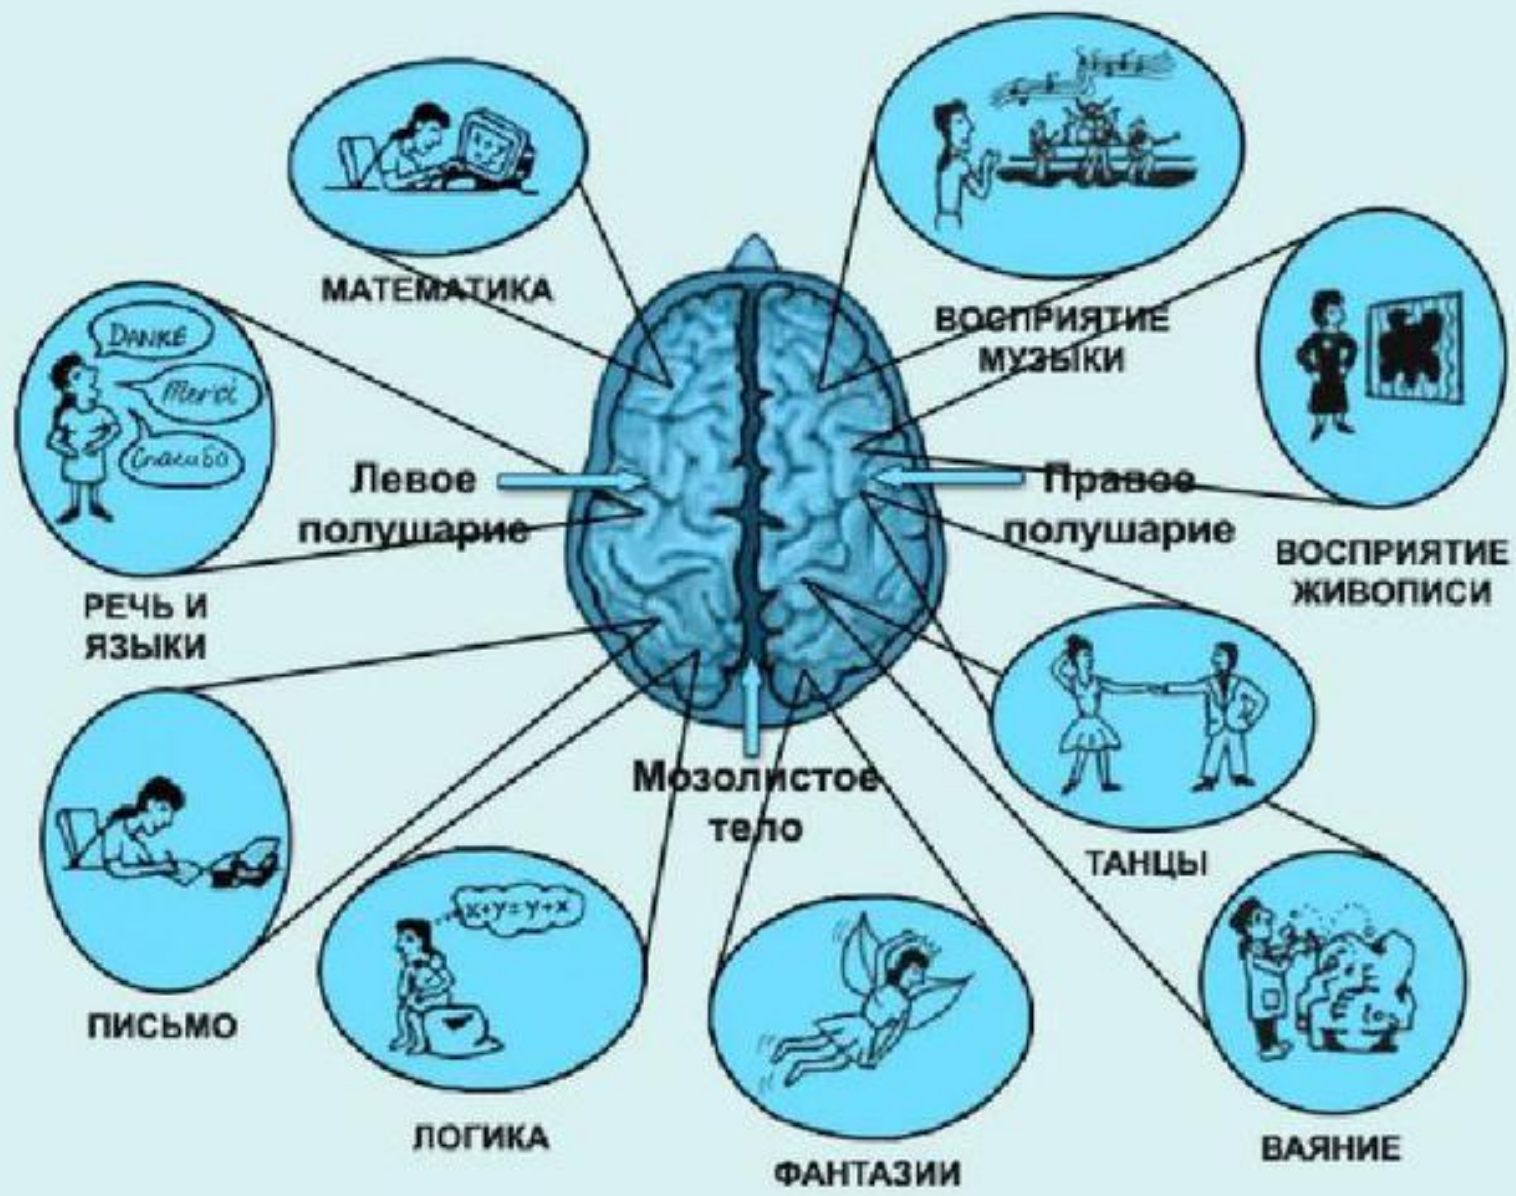 МАТЕМАТИКА
ВОСПРИЯТИЕ
МУЗЫКИ
DANKE
Merci
Спасибо
РЕЧЬ И
ЯЗЫКИ
Левое
полушарие
Правое
полушарие
ВОСПРИЯТИЕ
ЖИВОПИСИ
Мозолистое
тело
ТАНЦЫ
ПИСЬМО
x+y=y+x
ЛОГИКА
ФАНТАЗИИ
ВАЯНИЕ